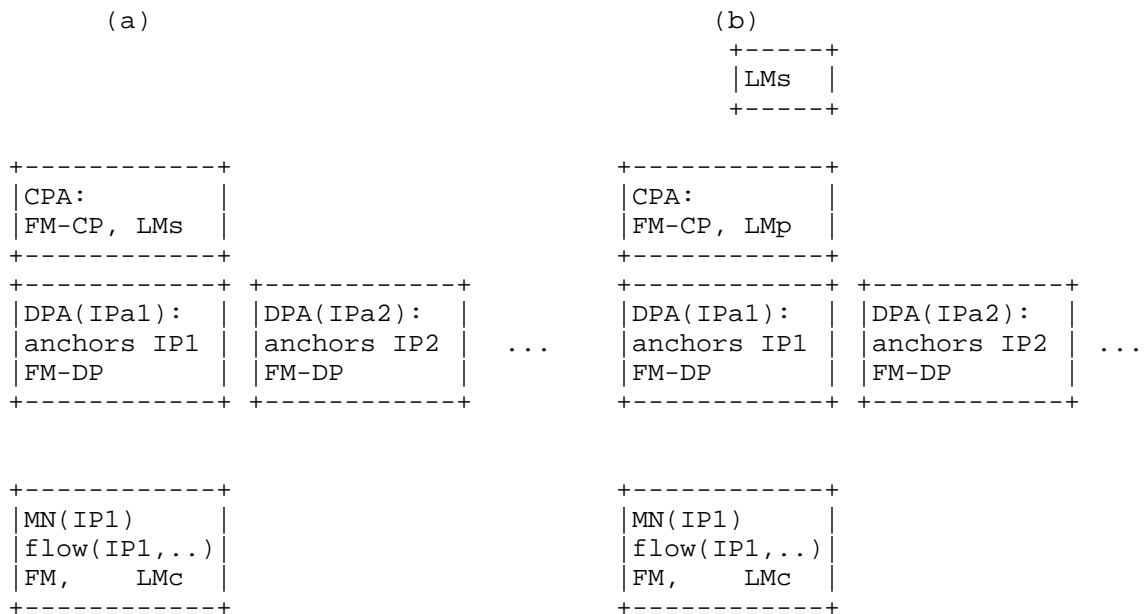 (a)                                     (b)
                                         +-----+
                                         |LMs  |
                                         +-----+

+------------+                           +------------+
|CPA:        |                           |CPA:        |
|FM-CP, LMs  |                           |FM-CP, LMp  |
+------------+                           +------------+
+------------+ +------------+            +------------+ +------------+
|DPA(IPa1):  | |DPA(IPa2):  |            |DPA(IPa1):  | |DPA(IPa2):  |
|anchors IP1 | |anchors IP2 |  ...       |anchors IP1 | |anchors IP2 | ...
|FM-DP       | |FM-DP       |            |FM-DP       | |FM-DP       |
+------------+ +------------+            +------------+ +------------+

+------------+                           +------------+
|MN(IP1)     |                           |MN(IP1)     |
|flow(IP1,..)|                           |flow(IP1,..)|
|FM,     LMc |                           |FM,     LMc |
+------------+                           +------------+